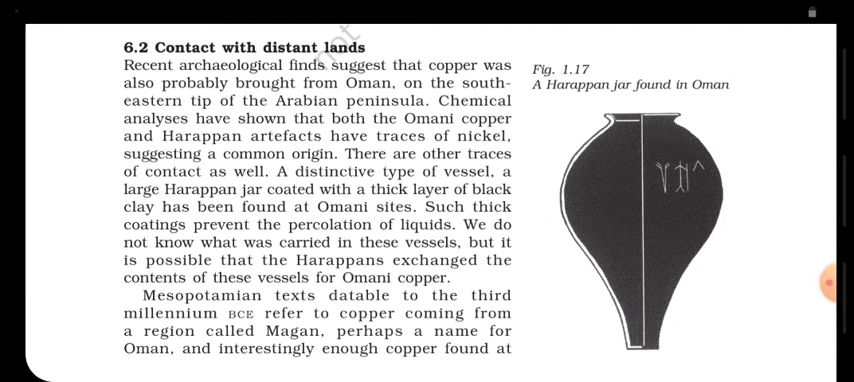 6.2 Contact with distant lands
Recent archaeological finds suggest that copper was
also probably brought from Oman, on the south-
eastern tip of the Arabian peninsula. Chemical
analyses have shown that both the Omani copper
and Harappan artefacts have traces of nickel,
suggesting a common origin. There are other traces
of contact as well. A distinctive type of vessel, a
large Harappan jar coated with a thick layer of black
clay has been found at Omani sites. Such thick
coatings prevent the percolation of liquids. We do
not know what was carried in these vessels, but it
is possible that the Harappans exchanged the
contents of these vessels for Omani copper.
Mesopotamian texts datable to the third
millennium BCE refer to copper coming from
a region called Magan, perhaps a name for
Oman, and interestingly enough copper found at
Fig. 1.17
A Harappan jar found in Oman
not